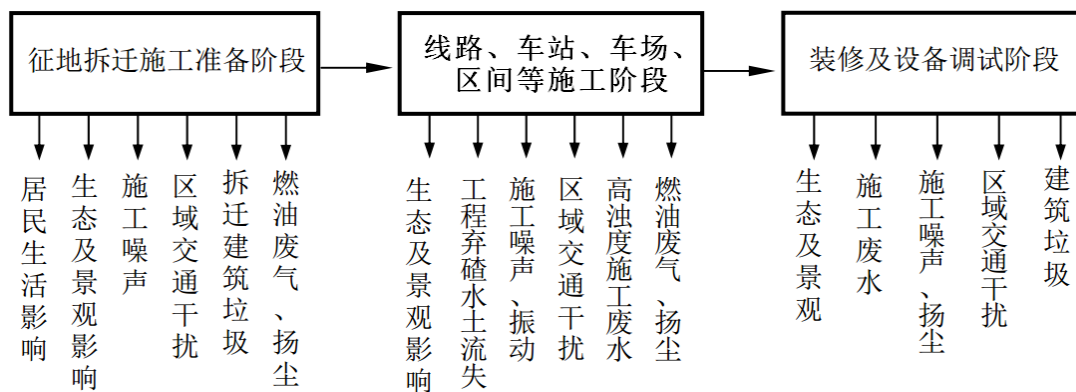 征地拆迁施工准备阶段
线路、车站、车场、
区间等施工阶段
装修及设备调试阶段
居民生活影响
生态及景观影响
施工噪声
区域交通干扰
拆迁建筑垃圾
燃油废气、扬尘
生态及景观影响
工程弃碴水土流失
施工噪声、振动
区域交通干扰
高浊度施工废水
燃油废气、扬尘
生态及景观
施工废水
施工噪声、扬尘
区域交通干扰
建筑垃圾